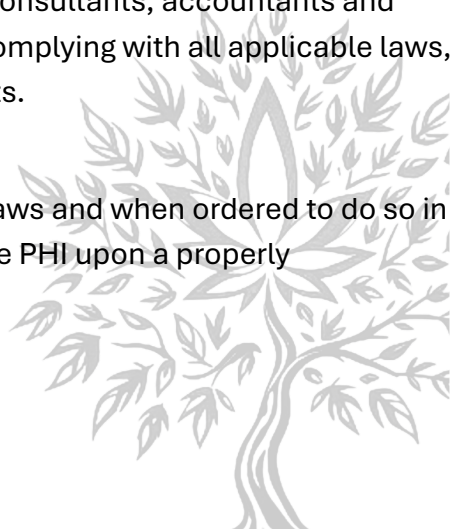 onsultants, accountants and
omplying with all applicable laws,
ts.
aws and when ordered to do so in
e PHI upon a properly